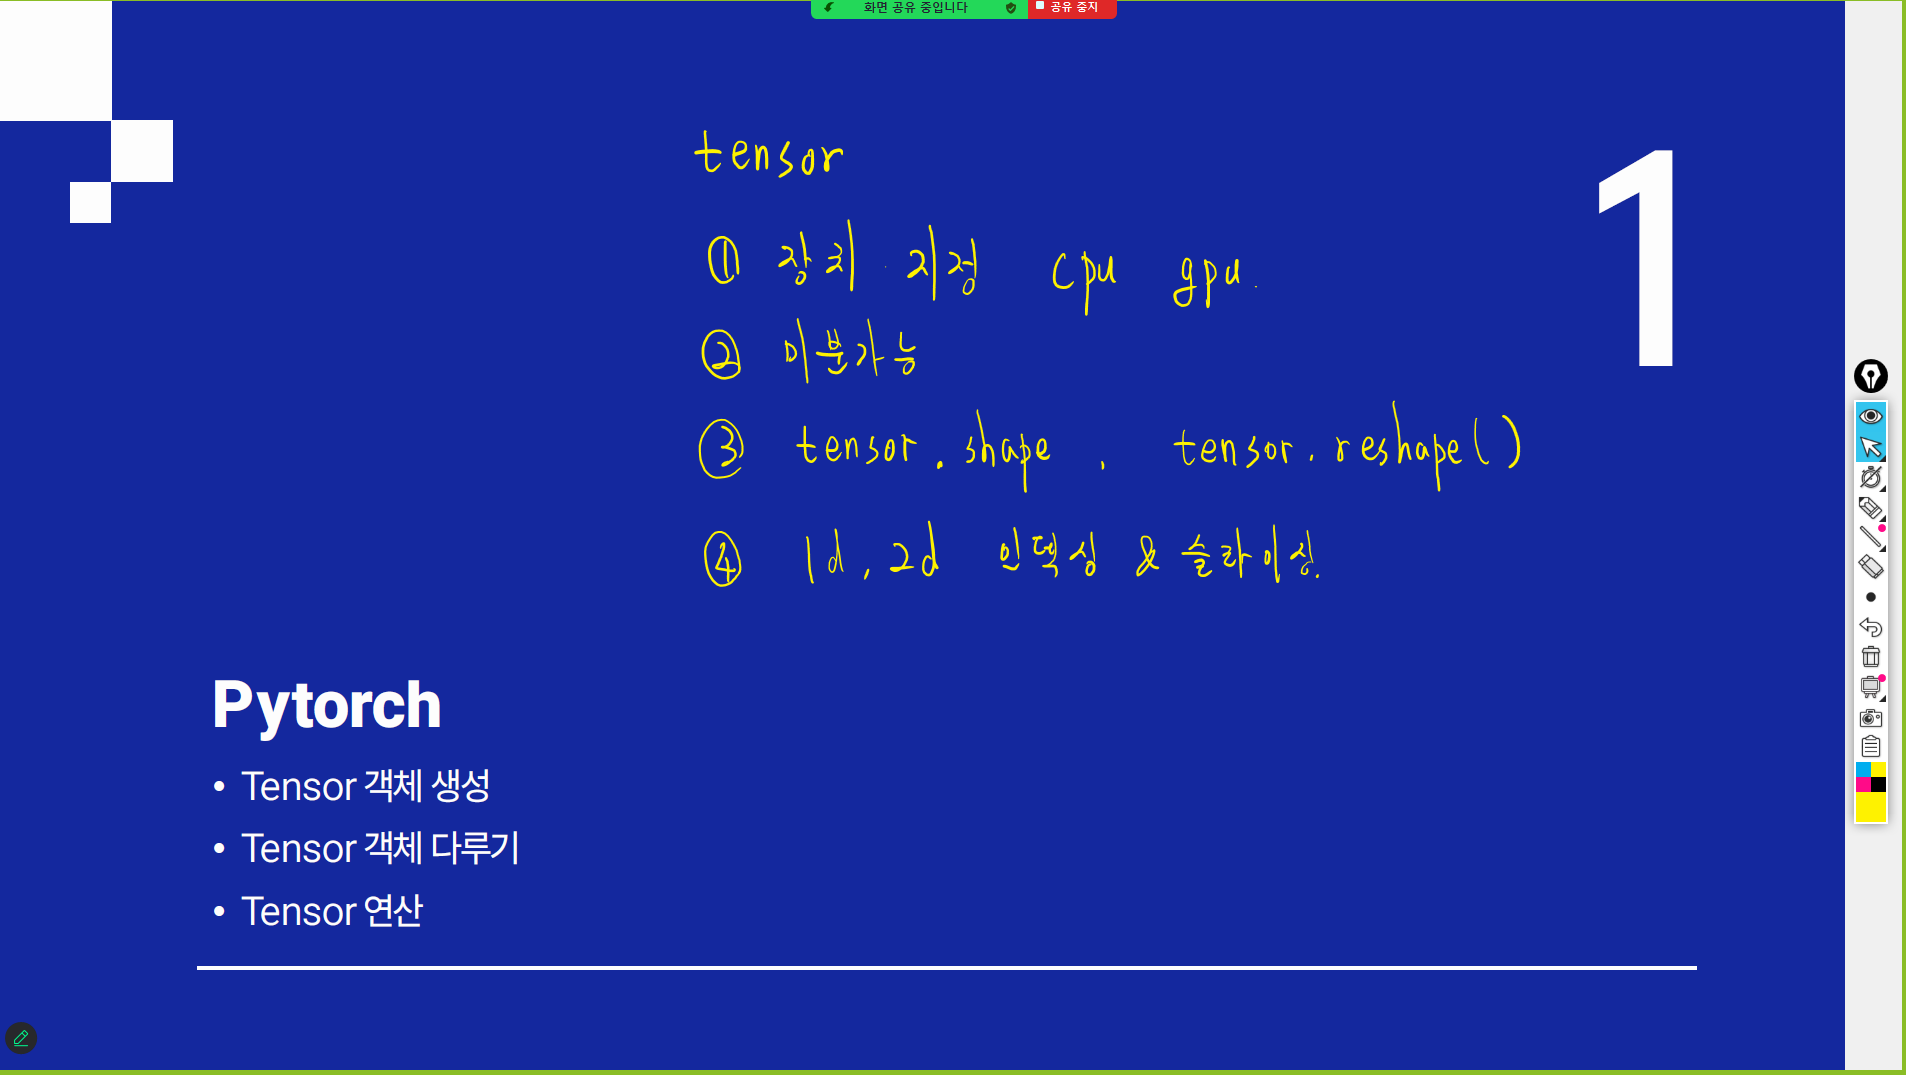 화면 공유 중입니다 공유 중지
1
tensor
① 장치 지정 cpu gpu.
② 미분가능
③ tensor.shape, tensor.reshape()
④ 1d, 2d 인덱싱 & 슬라이싱.
Pytorch
• Tensor 객체 생성
• Tensor 객체 다루기
• Tensor 연산